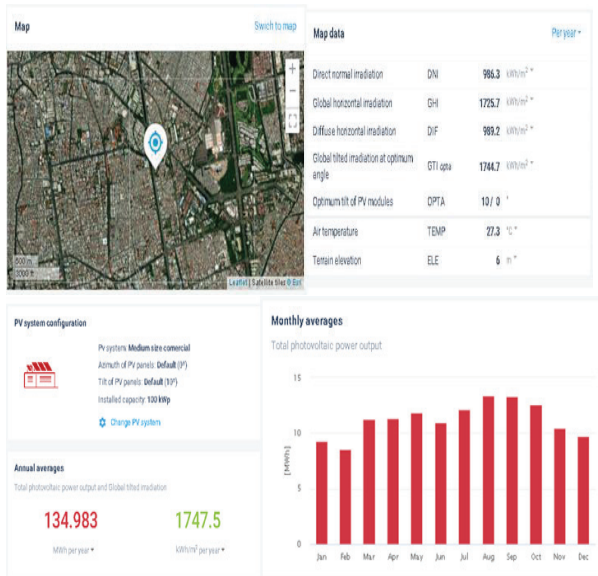 Map
Swich to map
+
−
500 m
1000 ft
Leaflet | Satellite tiles © Esri
Map data
Per year
Direct normal irradiation DNI 986.3 kWh/m²
Global horizontal irradiation GHI 1725.7 kWh/m²
Diffuse horizontal irradiation DIF 989.2 kWh/m²
Global tilted irradiation at optimum
angle GTI opta 1744.7 kWh/m²
Optimum tilt of PV modules OPTA 10 / 0 °
Air temperature TEMP 27.3 °C
Terrain elevation ELE 6 m
PV system configuration
PV system: Medium size comercial
Azimuth of PV panels: Default (0º)
Tilt of PV panels: Default (10º)
Installed capacity: 100 kWp
Change PV system
Annual averages
Total photovoltaic power output and Global tilted irradiation
134.983
1747.5
MWh per year
kWh/m² per year
Monthly averages
Total photovoltaic power output
[MWh]
15
10
5
0
Jan Feb Mar Apr May Jun Jul Aug Sep Oct Nov Dec